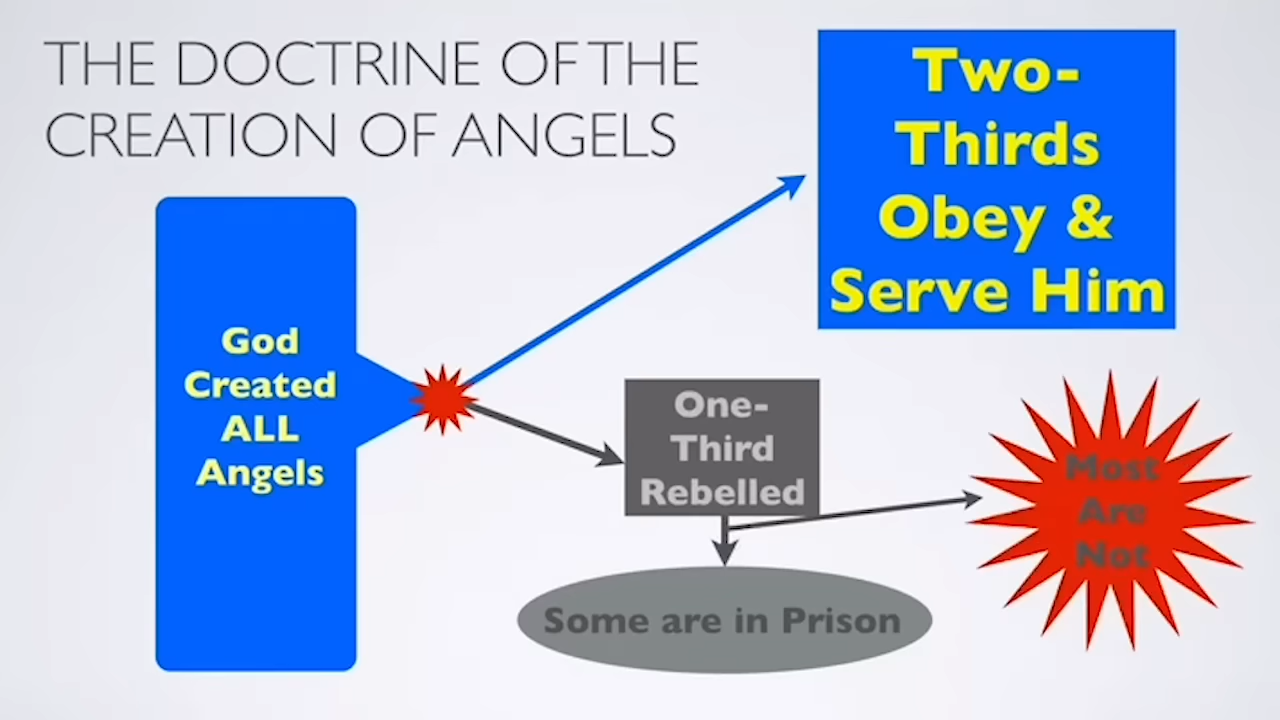 THE DOCTRINE OF THE
CREATION OF ANGELS
Two-
Thirds
Obey &
Serve Him
God
Created
ALL
Angels
One-
Third
Rebelled
Most
Are
Not
Some are in Prison